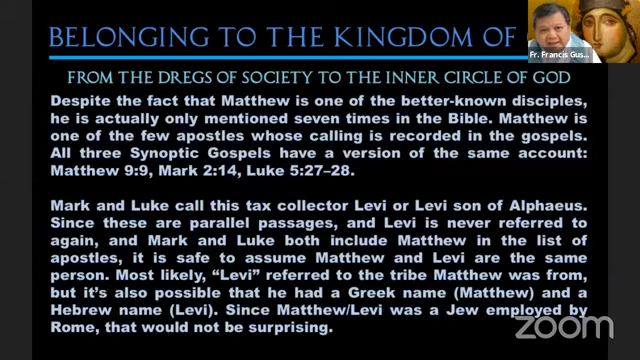 BELONGING TO THE KINGDOM OF
Fr. Francis Gus...
FROM THE DREGS OF SOCIETY TO THE INNER CIRCLE OF GOD
Despite the fact that Matthew is one of the better-known disciples,
he is actually only mentioned seven times in the Bible. Matthew is
one of the few apostles whose calling is recorded in the gospels.
All three Synoptic Gospels have a version of the same account:
Matthew 9:9, Mark 2:14, Luke 5:27–28.
Mark and Luke call this tax collector Levi or Levi son of Alphaeus.
Since these are parallel passages, and Levi is never referred to
again, and Mark and Luke both include Matthew in the list of
apostles, it is safe to assume Matthew and Levi are the same
person. Most likely, “Levi” referred to the tribe Matthew was from,
but it’s also possible that he had a Greek name (Matthew) and a
Hebrew name (Levi). Since Matthew/Levi was a Jew employed by
Rome, that would not be surprising.
zoom